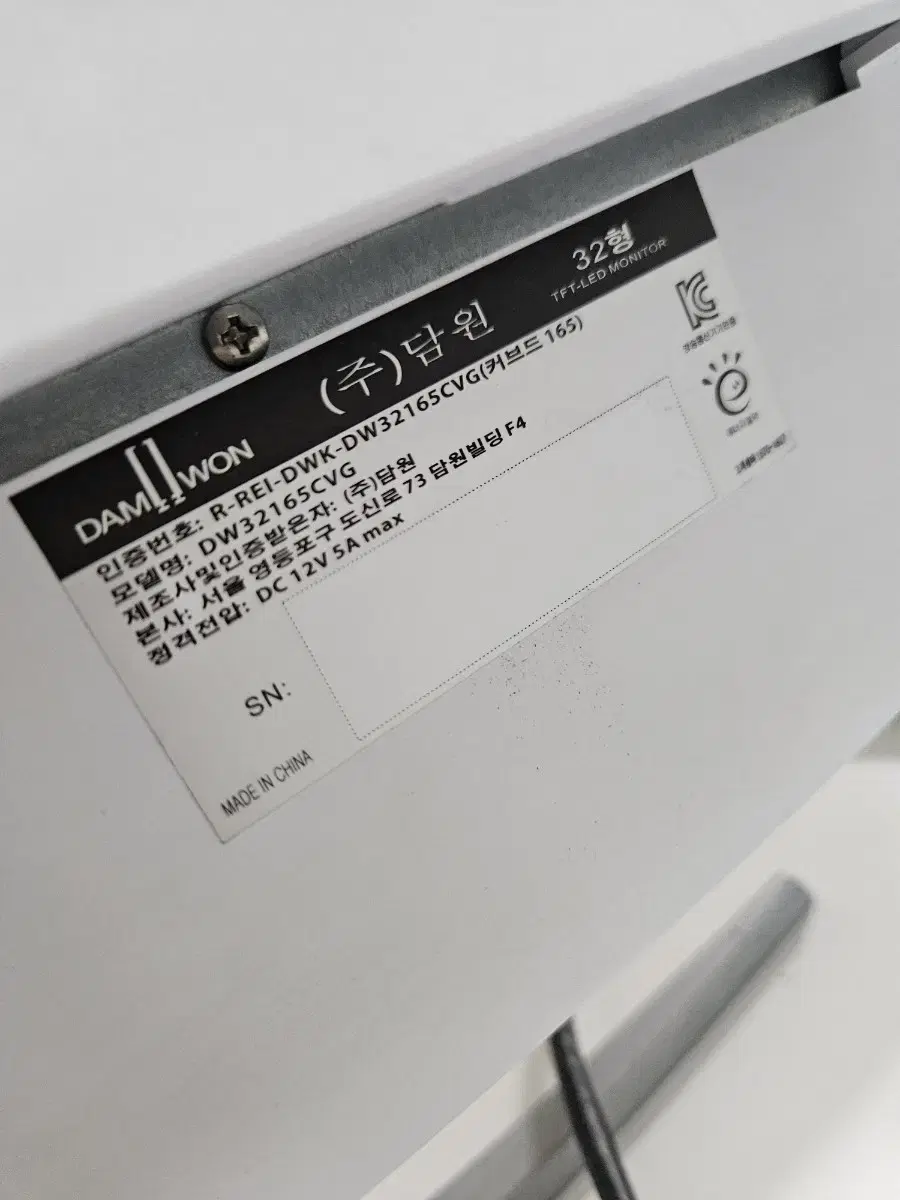 DAMWON
(주)담원
32형
TFT-LED MONITOR
인증번호: R-REI-DWK-DW32165CVG(커브드 165)
모델명: DW32165CVG
제조사및인증받은자: (주)담원
본사: 서울 영등포구 도신로 73 담원빌딩 F4
정격전압: DC 12V 5A max
SN:
MADE IN CHINA